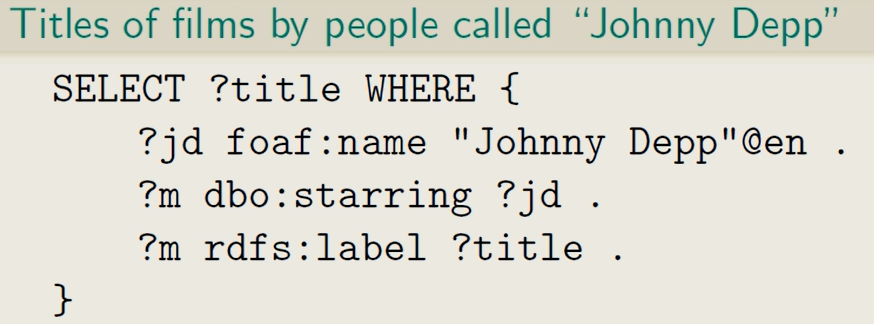 Titles of films by people called “Johnny Depp”
SELECT ?title WHERE {
?jd foaf:name "Johnny Depp"@en .
?m dbo:starring ?jd .
?m rdfs:label ?title .
}